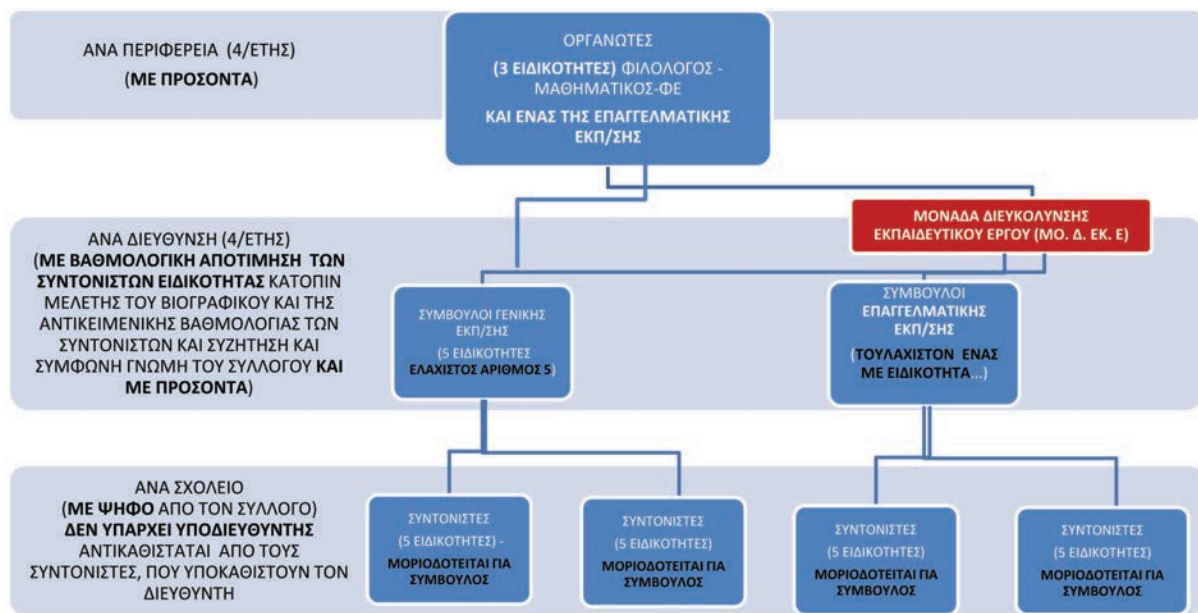 ΑΝΑ ΠΕΡΙΦΕΡΕΙΑ (4/ΕΤΗΣ)
(ΜΕ ΠΡΟΣΟΝΤΑ)
ΟΡΓΑΝΩΤΕΣ
(3 ΕΙΔΙΚΟΤΗΤΕΣ) ΦΙΛΟΛΟΓΟΣ -
ΜΑΘΗΜΑΤΙΚΟΣ-ΦΕ
ΚΑΙ ΕΝΑΣ ΤΗΣ ΕΠΑΓΓΕΛΜΑΤΙΚΗΣ
ΕΚΠ/ΣΗΣ
ΜΟΝΑΔΑ ΔΙΕΥΚΟΛΥΝΣΗΣ
ΕΚΠΑΙΔΕΥΤΙΚΟΥ ΕΡΓΟΥ (ΜΟ. Δ. ΕΚ. Ε)
ΑΝΑ ΔΙΕΥΘΥΝΣΗ (4/ΕΤΗΣ)
(ΜΕ ΒΑΘΜΟΛΟΓΙΚΗ ΑΠΟΤΙΜΗΣΗ ΤΩΝ
ΣΥΝΤΟΝΙΣΤΩΝ ΕΙΔΙΚΟΤΗΤΑΣ ΚΑΤΟΠΙΝ
ΜΕΛΕΤΗΣ ΤΟΥ ΒΙΟΓΡΑΦΙΚΟΥ ΚΑΙ ΤΗΣ
ΑΝΤΙΚΕΙΜΕΝΙΚΗΣ ΒΑΘΜΟΛΟΓΙΑΣ ΤΩΝ
ΣΥΝΤΟΝΙΣΤΩΝ ΚΑΙ ΣΥΖΗΤΗΣΗ ΚΑΙ
ΣΥΜΦΩΝΗ ΓΝΩΜΗ ΤΟΥ ΣΥΛΛΟΓΟΥ ΚΑΙ
ΜΕ ΠΡΟΣΟΝΤΑ)
ΣΥΜΒΟΥΛΟΙ ΓΕΝΙΚΗΣ
ΕΚΠ/ΣΗΣ
(5 ΕΙΔΙΚΟΤΗΤΕΣ
ΕΛΑΧΙΣΤΟΣ ΑΡΙΘΜΟΣ 5)
ΣΥΜΒΟΥΛΟΙ
ΕΠΑΓΓΕΛΜΑΤΙΚΗΣ
ΕΚΠ/ΣΗΣ
(ΤΟΥΛΑΧΙΣΤΟΝ ΕΝΑΣ
ΜΕ ΕΙΔΙΚΟΤΗΤΑ...)
ΑΝΑ ΣΧΟΛΕΙΟ
(ΜΕ ΨΗΦΟ ΑΠΟ ΤΟΝ ΣΥΛΛΟΓΟ)
ΔΕΝ ΥΠΑΡΧΕΙ ΥΠΟΔΙΕΥΘΥΝΤΗΣ
ΑΝΤΙΚΑΘΙΣΤΑΤΑΙ ΑΠΟ ΤΟΥΣ
ΣΥΝΤΟΝΙΣΤΕΣ, ΠΟΥ ΥΠΟΚΑΘΙΣΤΟΥΝ ΤΟΝ
ΔΙΕΥΘΥΝΤΗ
ΣΥΝΤΟΝΙΣΤΕΣ
(5 ΕΙΔΙΚΟΤΗΤΕΣ) -
ΜΟΡΙΟΔΟΤΕΙΤΑΙ ΓΙΑ
ΣΥΜΒΟΥΛΟΣ
ΣΥΝΤΟΝΙΣΤΕΣ
(5 ΕΙΔΙΚΟΤΗΤΕΣ)
ΜΟΡΙΟΔΟΤΕΙΤΑΙ ΓΙΑ
ΣΥΜΒΟΥΛΟΣ
ΣΥΝΤΟΝΙΣΤΕΣ
(5 ΕΙΔΙΚΟΤΗΤΕΣ)
ΜΟΡΙΟΔΟΤΕΙΤΑΙ ΓΙΑ
ΣΥΜΒΟΥΛΟΣ
ΣΥΝΤΟΝΙΣΤΕΣ
(5 ΕΙΔΙΚΟΤΗΤΕΣ)
ΜΟΡΙΟΔΟΤΕΙΤΑΙ ΓΙΑ
ΣΥΜΒΟΥΛΟΣ